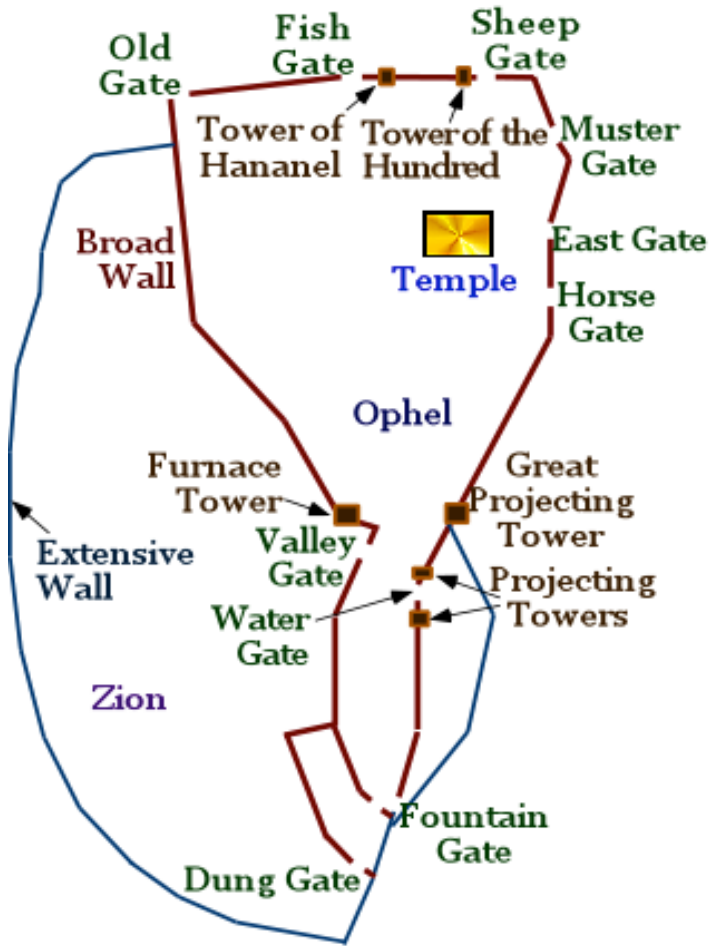 Old
Gate
Fish
Gate
Sheep
Gate
Tower of
Hananel
Tower of the
Hundred
Muster
Gate
Broad
Wall
East Gate
Temple
Horse
Gate
Ophel
Furnace
Tower
Great
Projecting
Tower
Valley
Gate
Extensive
Wall
Projecting
Towers
Water
Gate
Zion
Fountain
Gate
Dung Gate